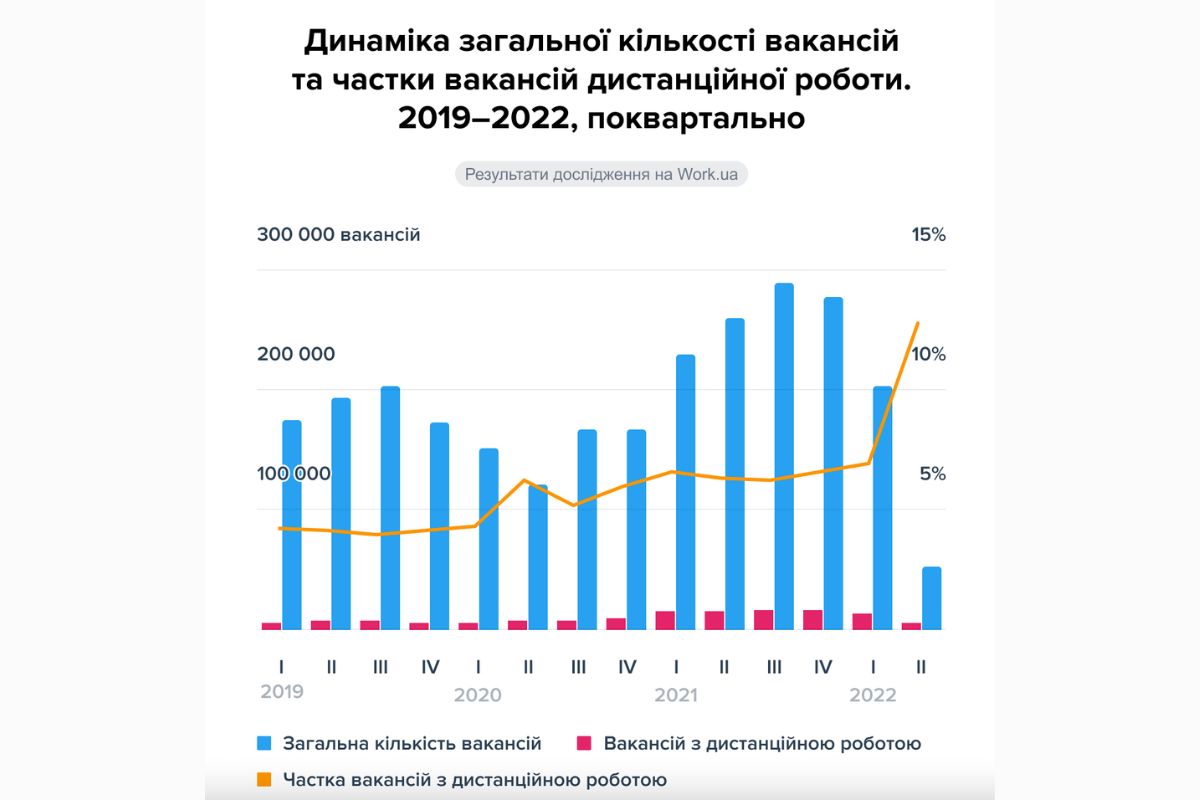 Динаміка загальної кількості вакансій
та частки вакансій дистанційної роботи.
2019–2022, поквартально
Результати дослідження на Work.ua
300 000 вакансій 15%
200 000 10%
100 000 5%
I II III IV I II III IV I II III IV I II
2019 2020 2021 2022
Загальна кількість вакансій Вакансій з дистанційною роботою
Частка вакансій з дистанційною роботою